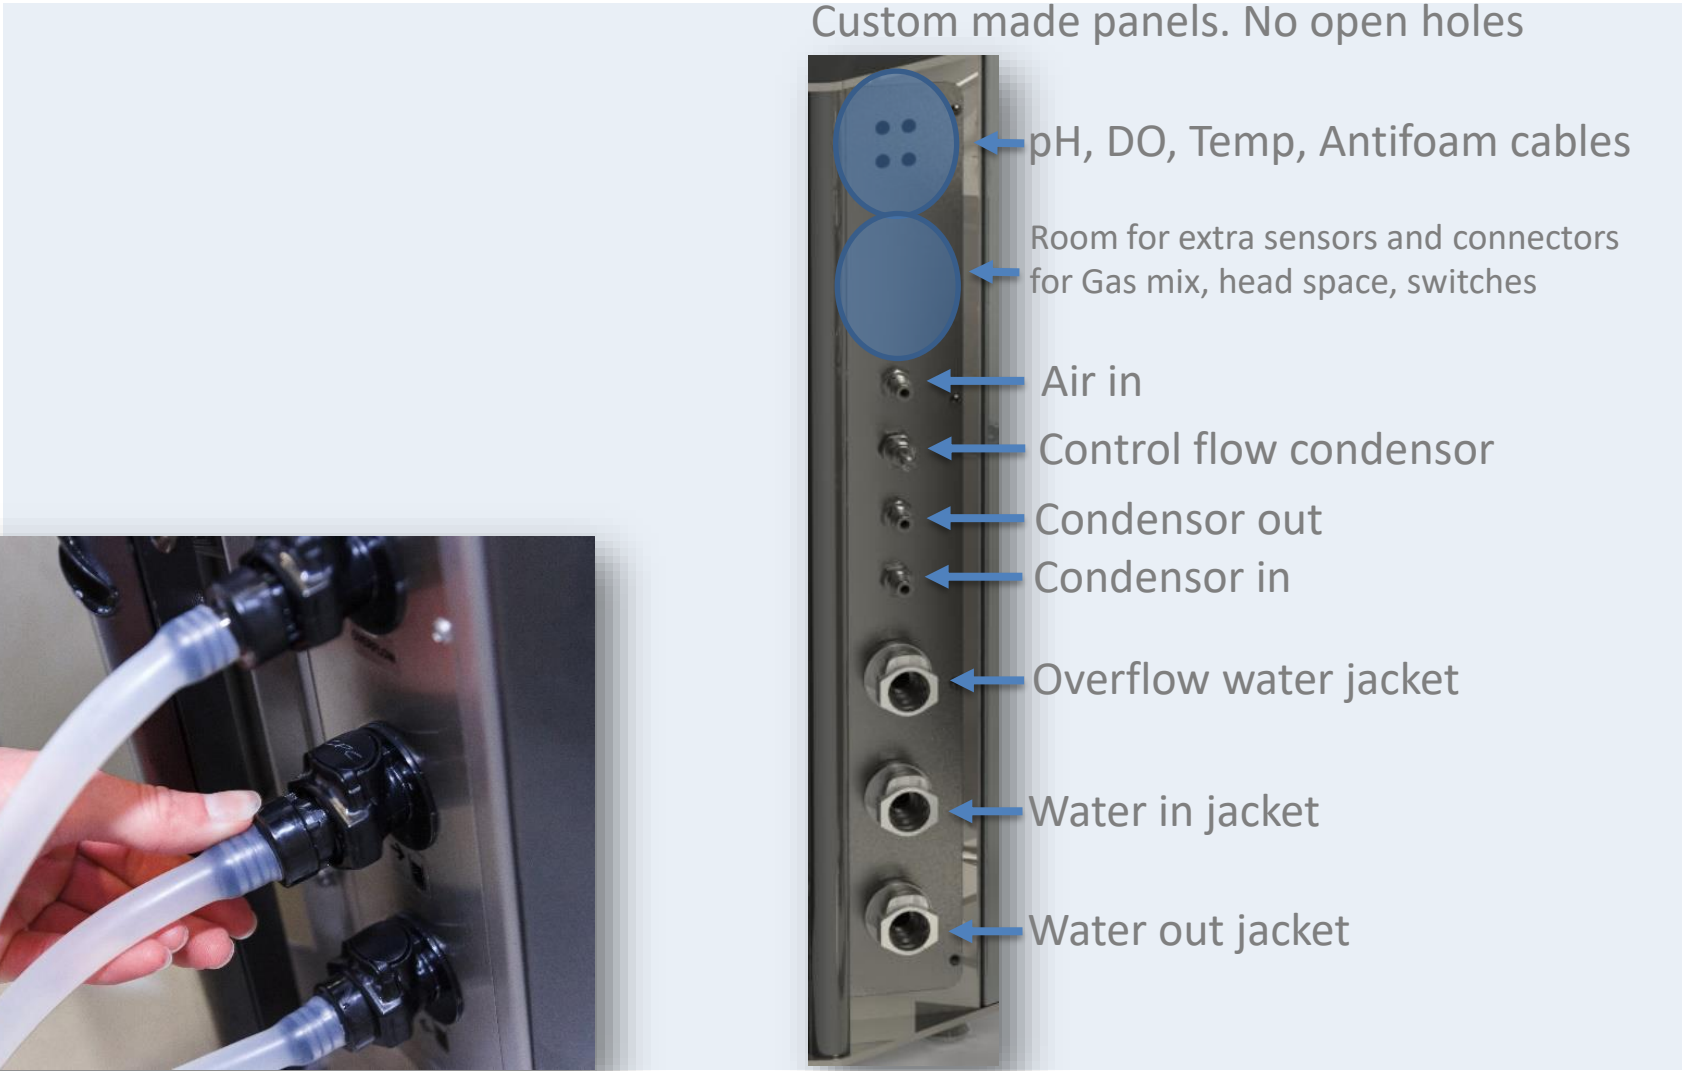 Custom made panels. No open holes
pH, DO, Temp, Antifoam cables
Room for extra sensors and connectors
for Gas mix, head space, switches
Air in
Control flow condensor
Condensor out
Condensor in
Overflow water jacket
Water in jacket
Water out jacket